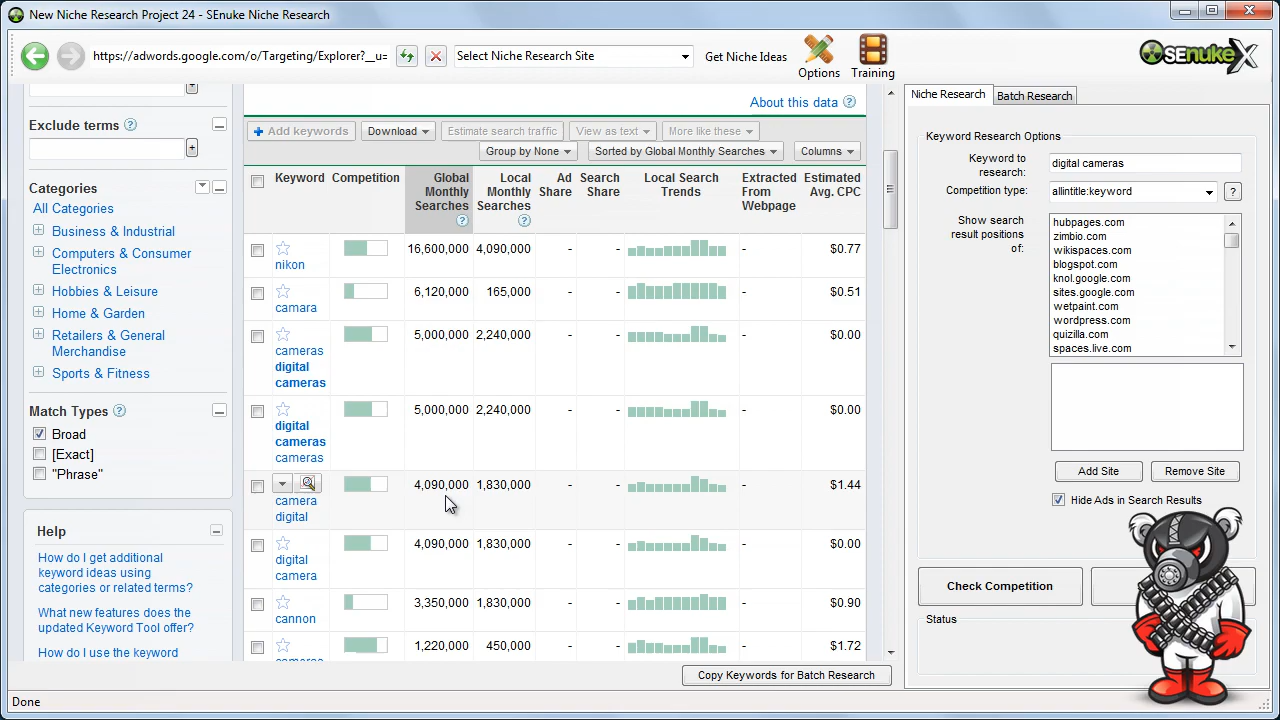 New Niche Research Project 24 - SEnuke Niche Research
https://adwords.google.com/o/Targeting/Explorer?__u=
Select Niche Research Site
Get Niche Ideas
Options
Training
SEnukeX
Exclude terms
Categories
All Categories
Business & Industrial
Computers & Consumer
Electronics
Hobbies & Leisure
Home & Garden
Retailers & General
Merchandise
Sports & Fitness
Match Types
Broad
[Exact]
"Phrase"
Help
How do I get additional
keyword ideas using
categories or related terms?
What new features does the
updated Keyword Tool offer?
How do I use the keyword
About this data
Add keywords
Download
Estimate search traffic
View as text
More like these
Group by None
Sorted by Global Monthly Searches
Columns
Keyword
Competition
Global
Monthly
Searches
Local
Monthly
Searches
Ad
Share
Search
Share
Local Search
Trends
Extracted
From
Webpage
Estimated
Avg. CPC
nikon
16,600,000 4,090,000 - - - $0.77
camara
6,120,000 165,000 - - - $0.51
cameras
digital
cameras
5,000,000 2,240,000 - - - $0.00
digital
cameras
cameras
5,000,000 2,240,000 - - - $0.00
camera
digital
4,090,000 1,830,000 - - - $1.44
digital
camera
4,090,000 1,830,000 - - - $0.00
cannon
3,350,000 1,830,000 - - - $0.90
1,220,000 450,000 - - - $1.72
Copy Keywords for Batch Research
Niche Research
Batch Research
Keyword Research Options
Keyword to
research:
digital cameras
Competition type:
allintitle:keyword
?
Show search
result positions
of:
hubpages.com
zimbio.com
wikispaces.com
blogspot.com
knol.google.com
sites.google.com
wetpaint.com
wordpress.com
quizilla.com
spaces.live.com
Add Site
Remove Site
Hide Ads in Search Results
Check Competition
Status
Done